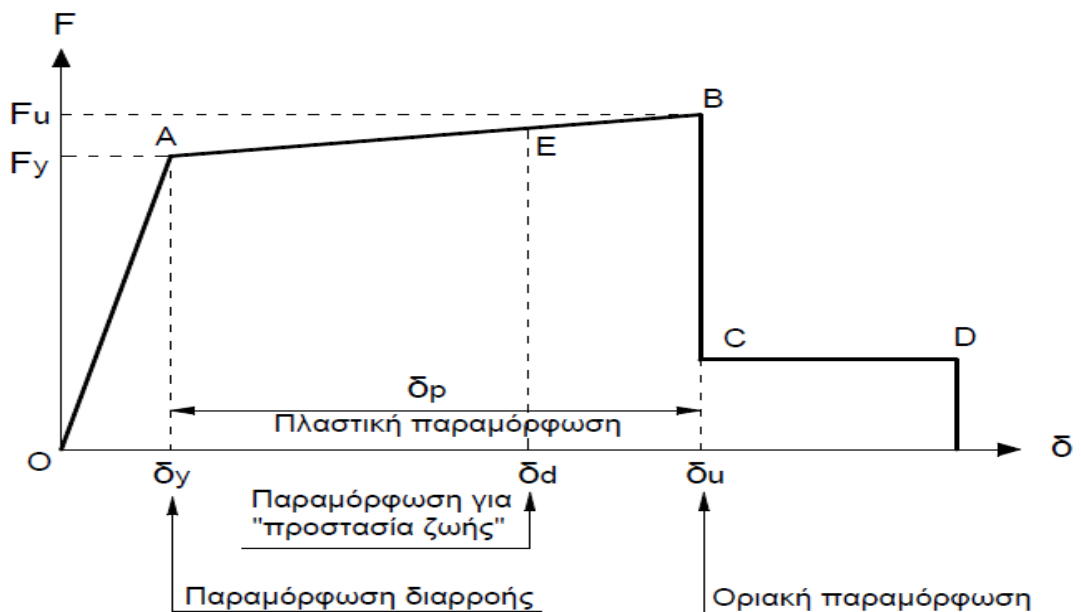 F
Fu
B
A
E
Fy
C
D
δp
Πλαστική παραμόρφωση
O
δ
δy
δd
δu
Παραμόρφωση για
"προστασία ζωής"
Παραμόρφωση διαρροής
Οριακή παραμόρφωση